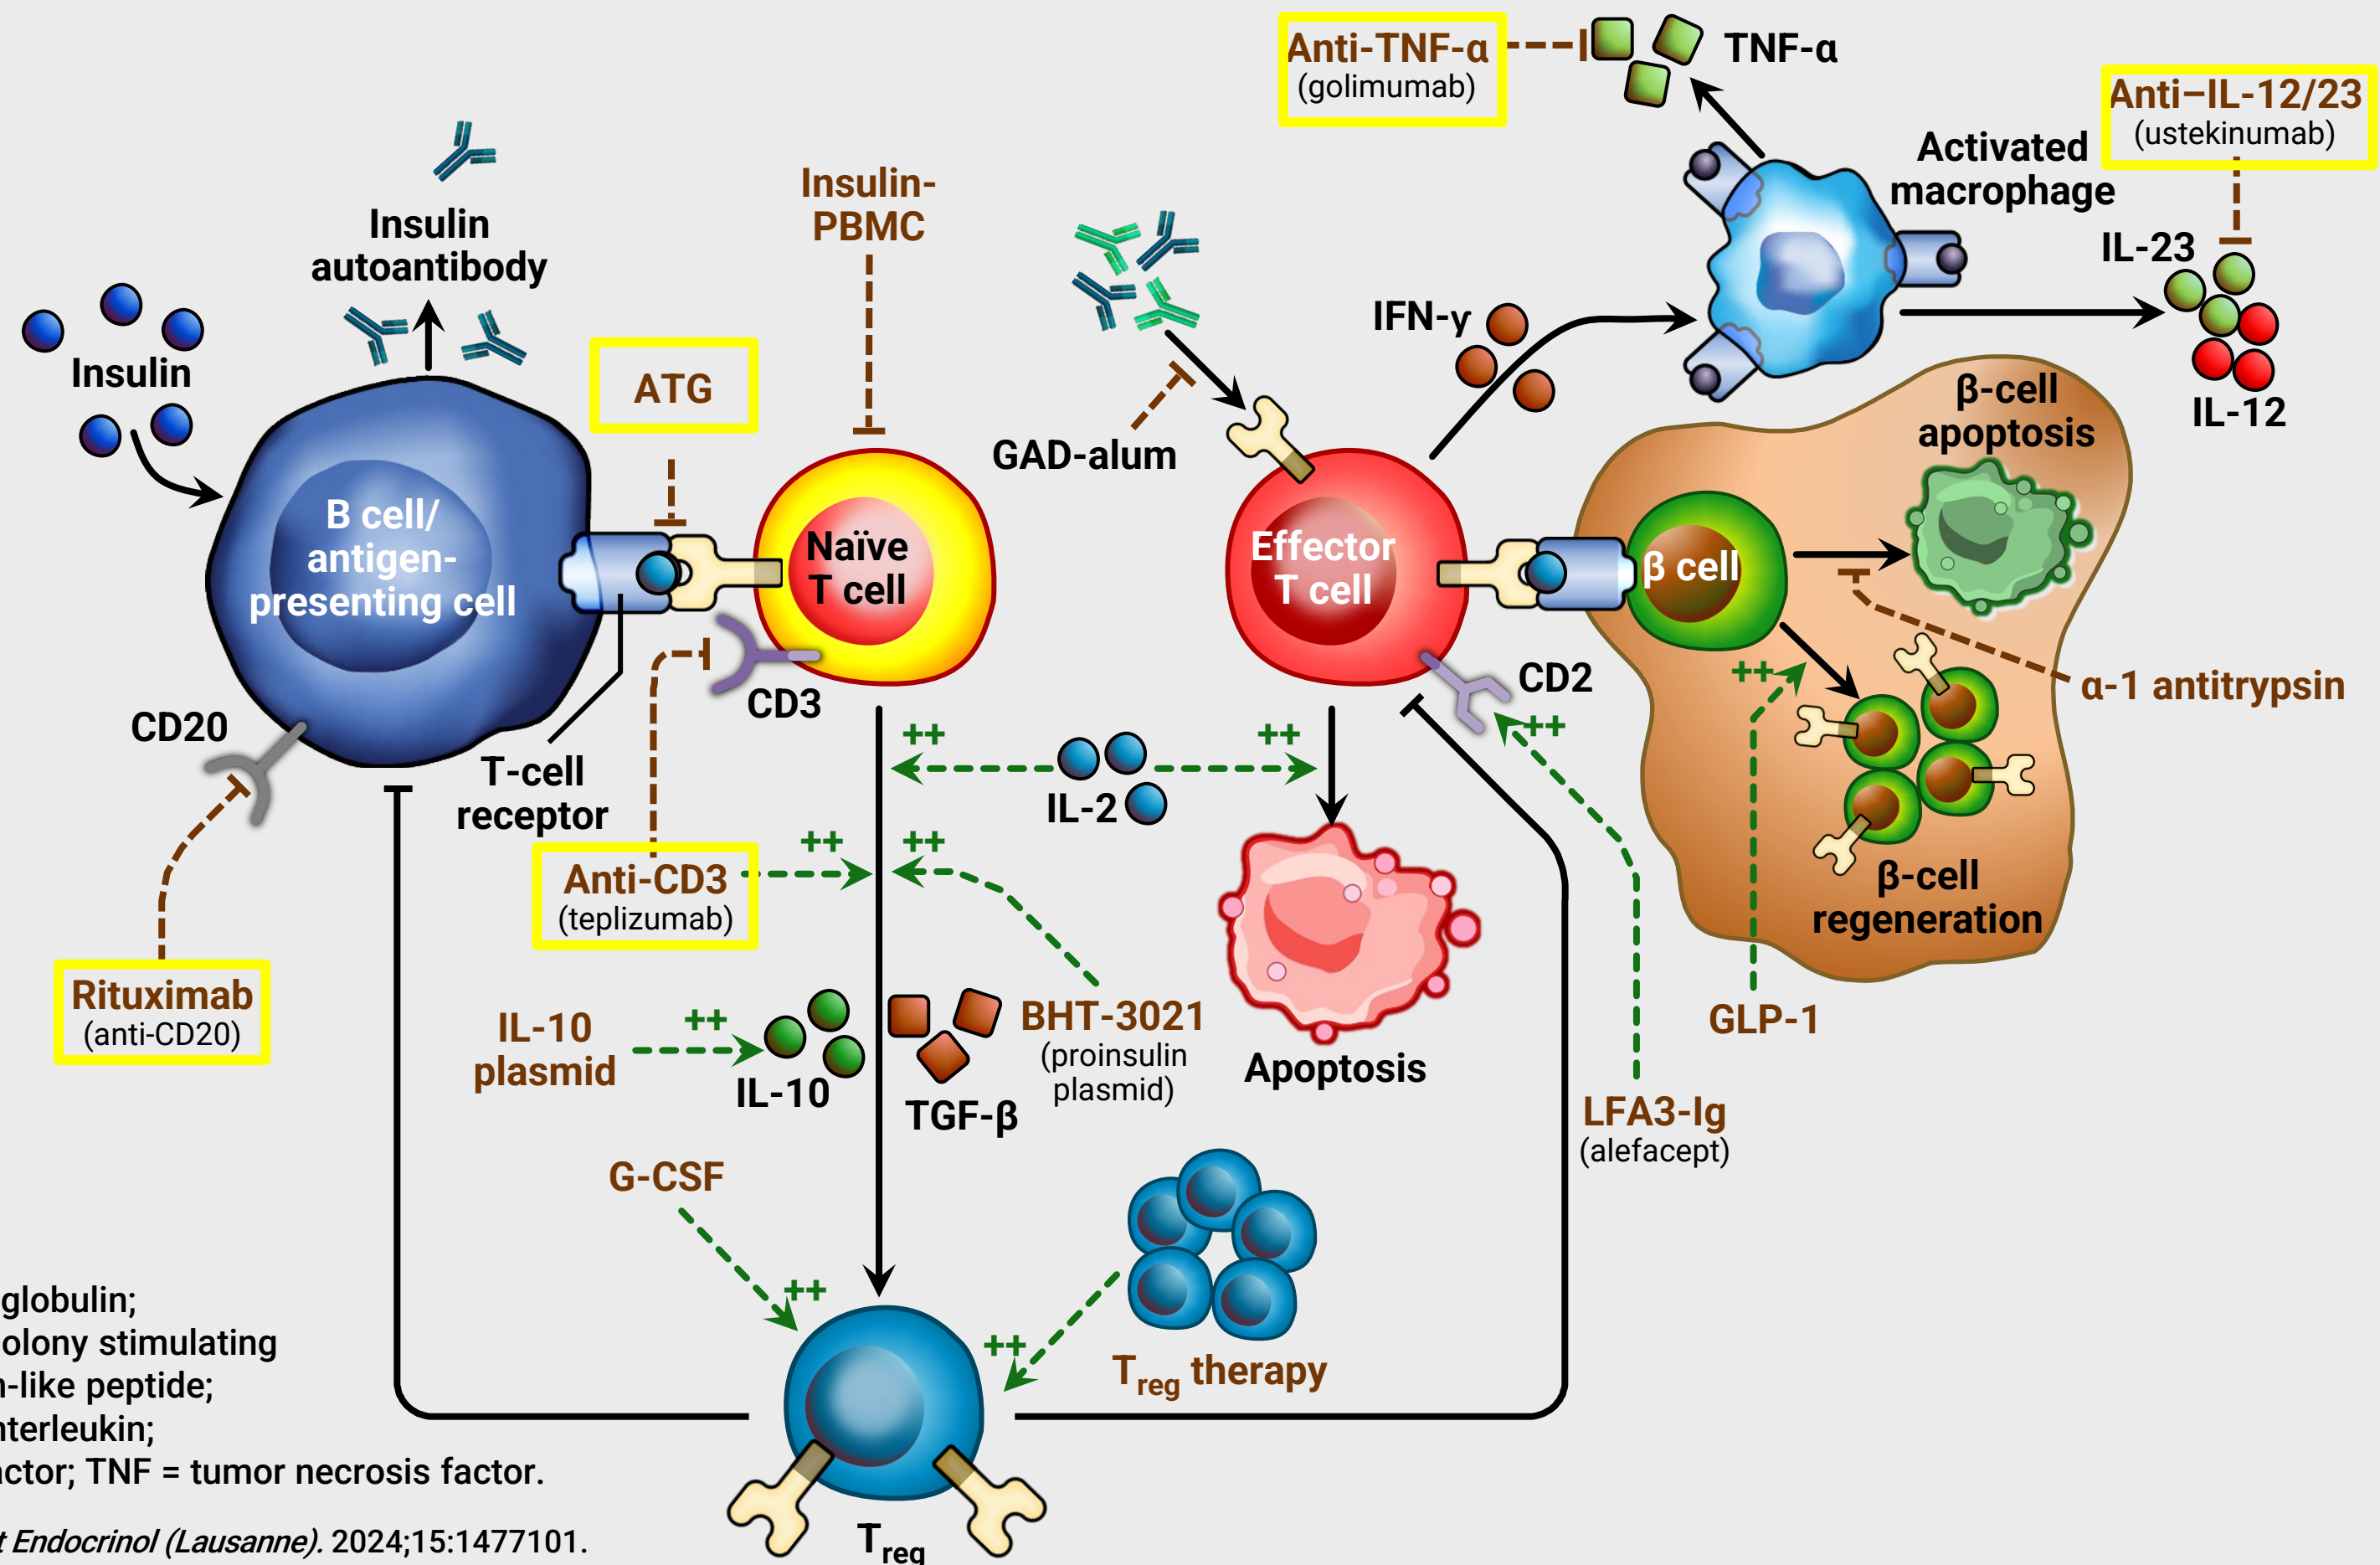 Anti-TNF-α
(golimumab)
TNF-α
Anti–IL-12/23
(ustekinumab)
Activated
macrophage
IL-23
IL-12
Insulin
autoantibody
Insulin-
PBMC
IFN-γ
Insulin
ATG
GAD-alum
β-cell
apoptosis
B cell/
antigen-
presenting cell
Naïve
T cell
Effector
T cell
β cell
CD20
CD3
CD2
α-1 antitrypsin
++
T-cell
receptor
++
++
++
IL-2
++
++
Anti-CD3
(teplizumab)
β-cell
regeneration
Rituximab
(anti-CD20)
IL-10
plasmid
++
IL-10
TGF-β
BHT-3021
(proinsulin
plasmid)
Apoptosis
GLP-1
LFA3-Ig
(alefacept)
G-CSF
++
++
Treg therapy
globulin;
olony stimulating
-like peptide;
nterleukin;
actor; TNF = tumor necrosis factor.
t Endocrinol (Lausanne). 2024;15:1477101.
Treg